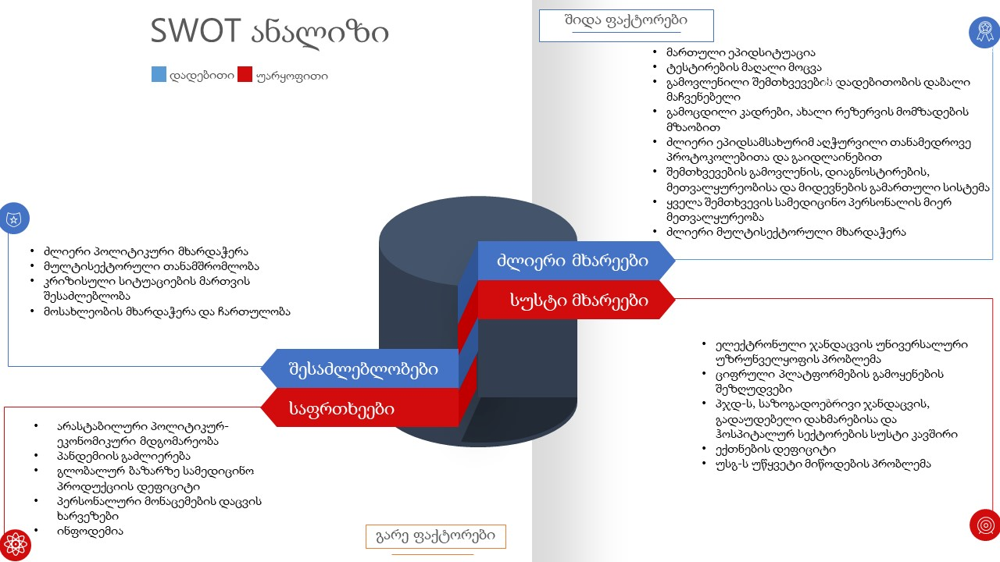 SWOT ანალიზი
დადებითი
უარყოფითი
შიდა ფაქტორები
• მართული ეპიდსიტუაცია
• ტესტირების მაღალი მოცვა
• გამოვლენილი შემთხვევების დადებითობის დაბალი
მაჩვენებელი
• გამოცდილი კადრები, ახალი რეზერვის მომზადების
მზაობით
• ძლიერი ეპიდსამსახურიმ აღჭურვილი თანამედროვე
პროტოკოლებითა და გაიდლაინებით
• შემთხვევების გამოვლენის, დიაგნოსტირების,
მეთვალყურეობისა და მიდევნების გამართული სისტემა
• ყველა შემთხვევის სამედიცინო პერსონალის მიერ
მეთვალყურეობა
• ძლიერი მულტისექტორული მხარდაჭერა
• ძლიერი პოლიტიკური მხარდაჭერა
• მულტისექტორული თანამშრომლობა
• კრიზისული სიტუაციების მართვის
შესაძლებლობა
• მოსახლეობის მხარდაჭერა და ჩართულობა
ძლიერი მხარეები
სუსტი მხარეები
შესაძლებლობები
საფრთხეები
• ელექტრონული ჯანდაცვის უნივერსალური
უზრუნველყოფის პრობლემა
• ციფრული პლატფორმების გამოყენების
შეზღუდვები
• პჯდ-ს, საზოგადოებრივი ჯანდაცვის,
გადაუდებელი დახმარებისა და
ჰოსპიტალურ სექტორების სუსტი კავშირი
• ექთნების დეფიციტი
• უსგ-ს უწყვეტი მიწოდების პრობლემა
• არასტაბილური პოლიტიკურ-
ეკონომიკური მდგომარეობა
• პანდემიის გაძლიერება
• გლობალურ ბაზარზე სამედიცინო
პროდუქციის დეფიციტი
• პერსონალური მონაცემების დაცვის
ხარვეზები
• ინფოდემია
გარე ფაქტორები